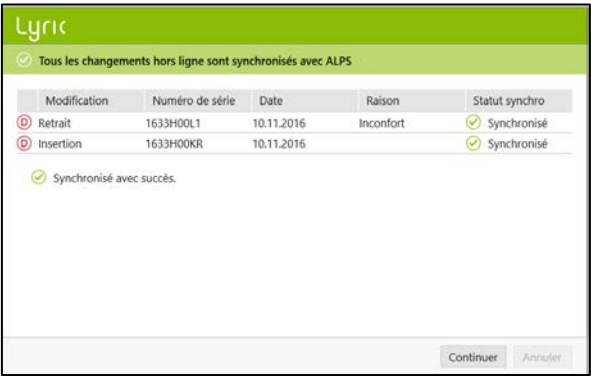 Lyric
Tous les changements hors ligne sont synchronisés avec ALPS
Modification Numéro de série Date Raison Statut synchro
D Retrait 1633H00L1 10.11.2016 Inconfort Synchronisé
D Insertion 1633H00KR 10.11.2016 Synchronisé
Synchronisé avec succès.
Continuer Annuler